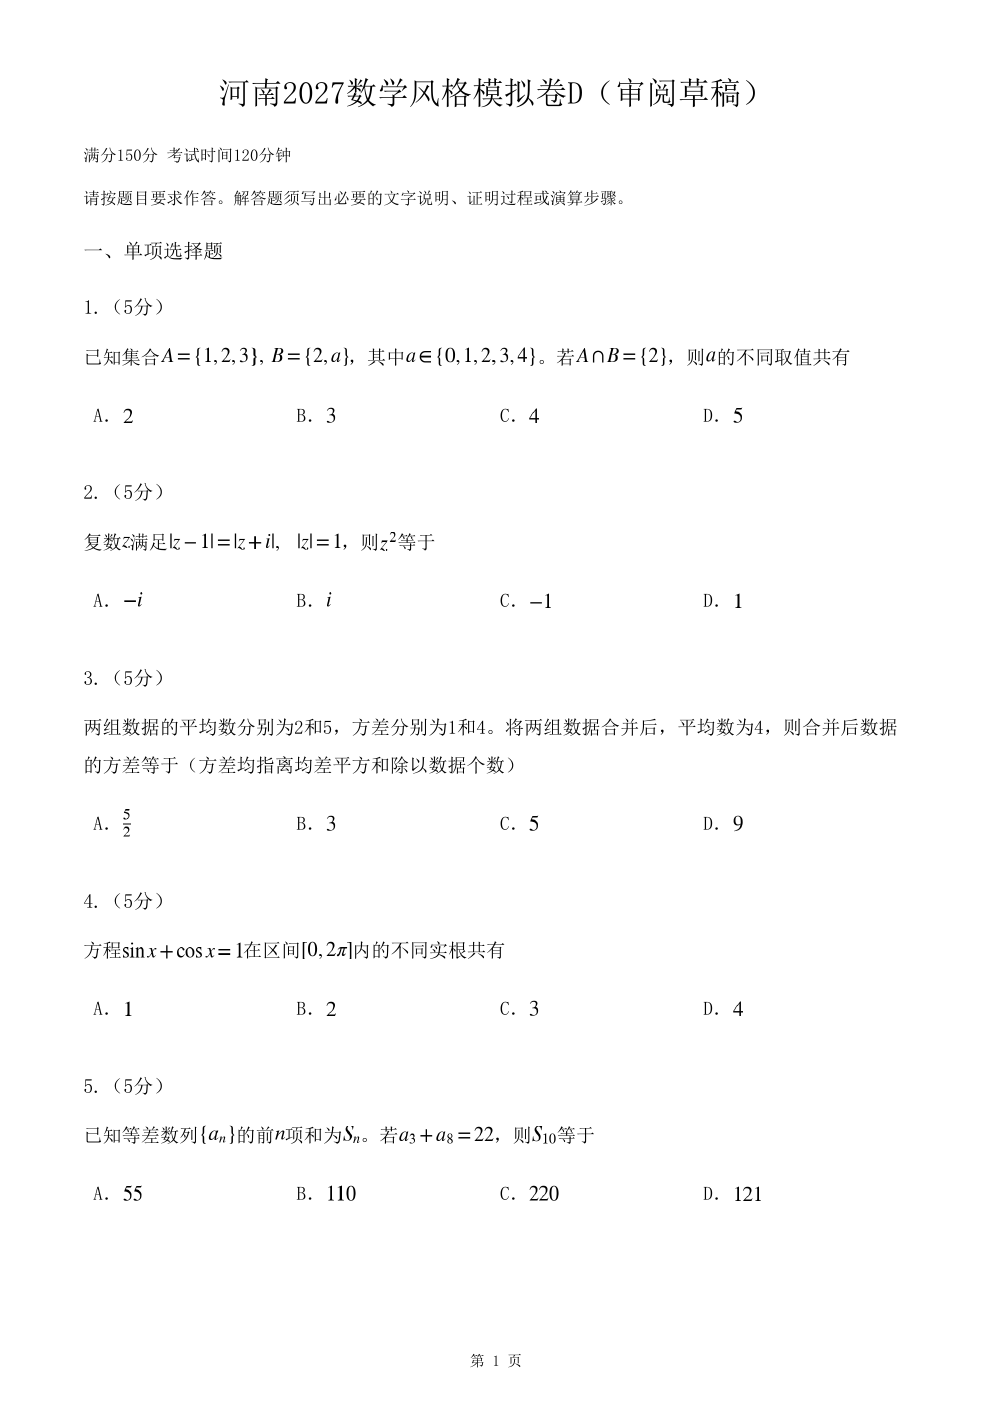 河南2027数学风格模拟卷D（审阅草稿）
满分150分 考试时间120分钟
请按题目要求作答。解答题须写出必要的文字说明、证明过程或演算步骤。
一、单项选择题
1.（5分）
已知集合A={1,2,3}, B={2,a}，其中a∈{0,1,2,3,4}。若A∩B={2}，则a的不同取值共有
A. 2 B. 3 C. 4 D. 5
2.（5分）
复数z满足|z−1|=|z+i|, |z|=1，则z²等于
A. −i B. i C. −1 D. 1
3.（5分）
两组数据的平均数分别为2和5，方差分别为1和4。将两组数据合并后，平均数为4，则合并后数据
的方差等于（方差均指离均差平方和除以数据个数）
A. 5/2 B. 3 C. 5 D. 9
4.（5分）
方程sin x+cos x=1在区间[0,2π]内的不同实根共有
A. 1 B. 2 C. 3 D. 4
5.（5分）
已知等差数列{aₙ}的前n项和为Sₙ。若a₃+a₈=22，则S₁₀等于
A. 55 B. 110 C. 220 D. 121
第 1 页